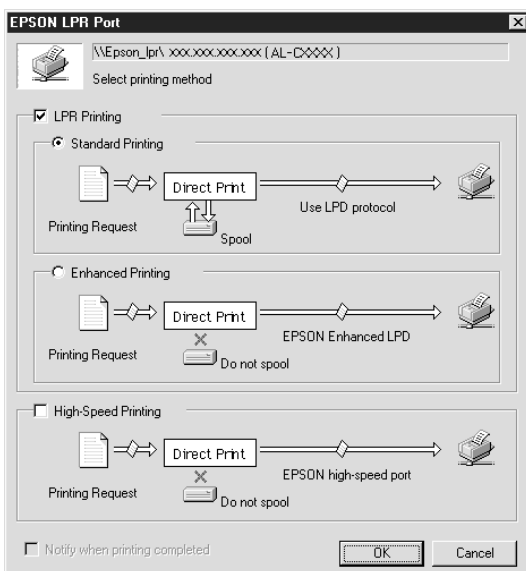 EPSON LPR Port
\\Epson_lpr\ xxx.xxx.xxx.xxx ( AL-CXXXX )
Select printing method
LPR Printing
Standard Printing
Direct Print
Use LPD protocol
Printing Request
Spool
Enhanced Printing
Direct Print
EPSON Enhanced LPD
Printing Request
Do not spool
High-Speed Printing
Direct Print
EPSON high-speed port
Printing Request
Do not spool
Notify when printing completed
OK
Cancel